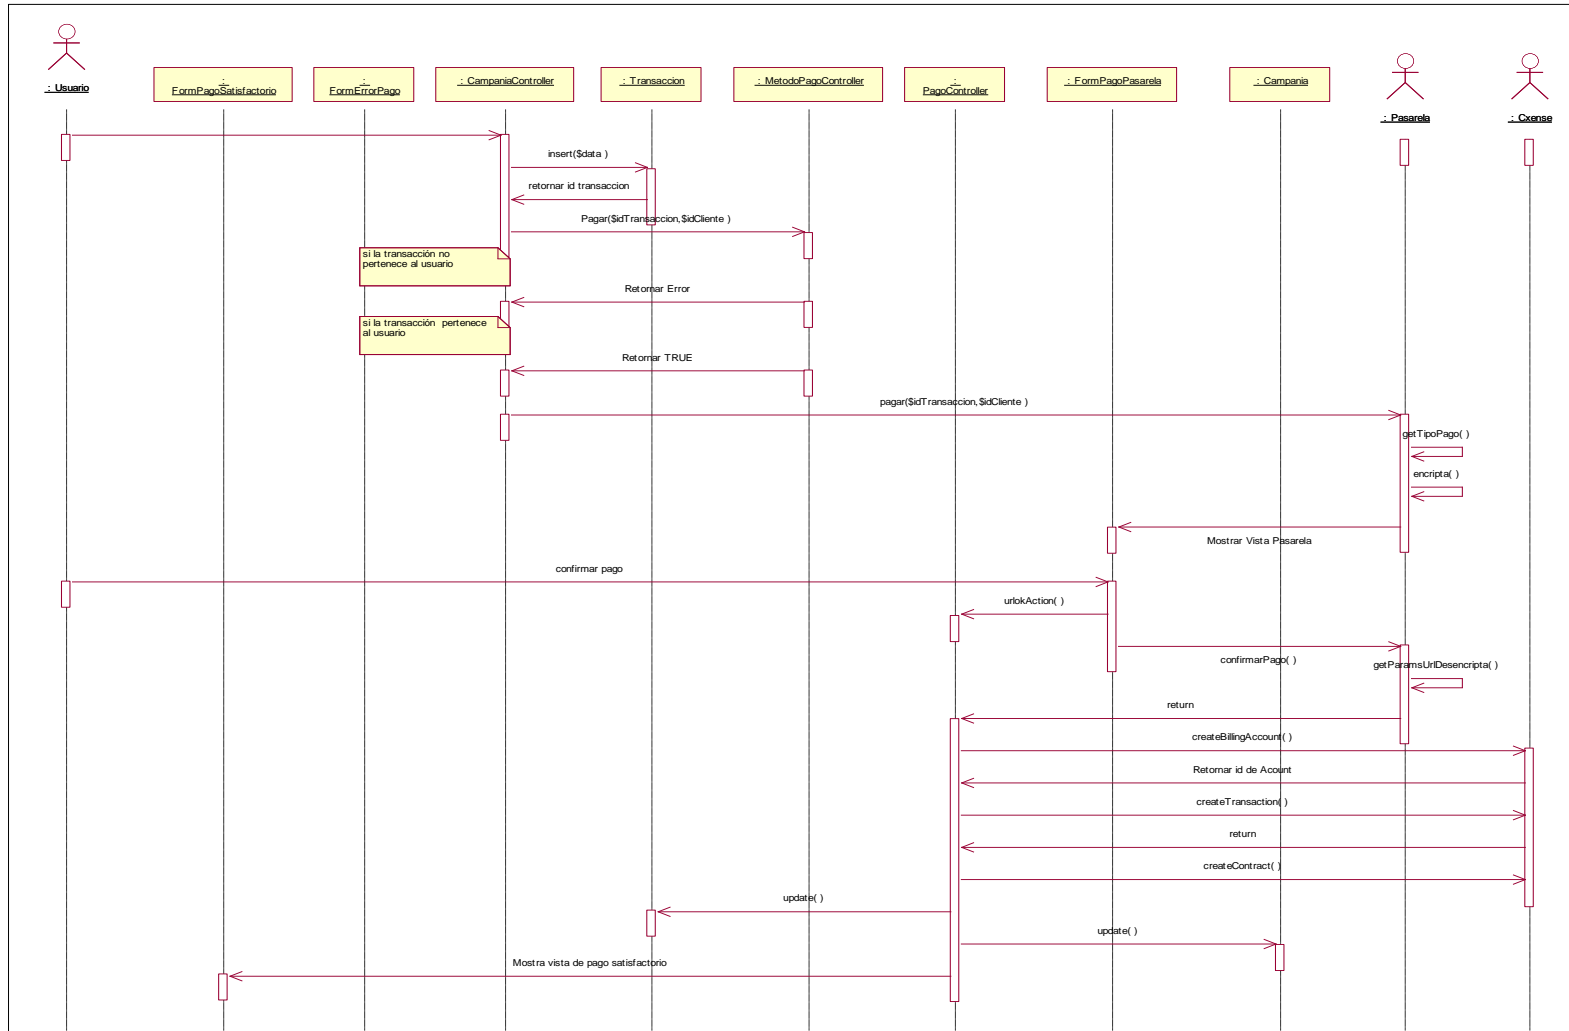 : Usuario
:
FormPagoSatisfactorio
:
FormErrorPago
: CampaniaController
: Transaccion
: MetodoPagoController
:
PagoController
: FormPagoPasarela
: Campania
: Pasarela
: Cxense
insert($data )
retornar id transaccion
Pagar($idTransaccion,$idCliente )
si la transacción no
pertenece al usuario
Retornar Error
si la transacción  pertenece
al usuario
Retornar TRUE
pagar($idTransaccion,$idCliente )
getTipoPago( )
encripta( )
Mostrar Vista Pasarela
confirmar pago
urlokAction( )
confirmarPago( )
getParamsUrlDesencripta( )
return
createBillingAccount( )
Retornar id de Acount
createTransaction( )
return
createContract( )
update( )
update( )
Mostra vista de pago satisfactorio